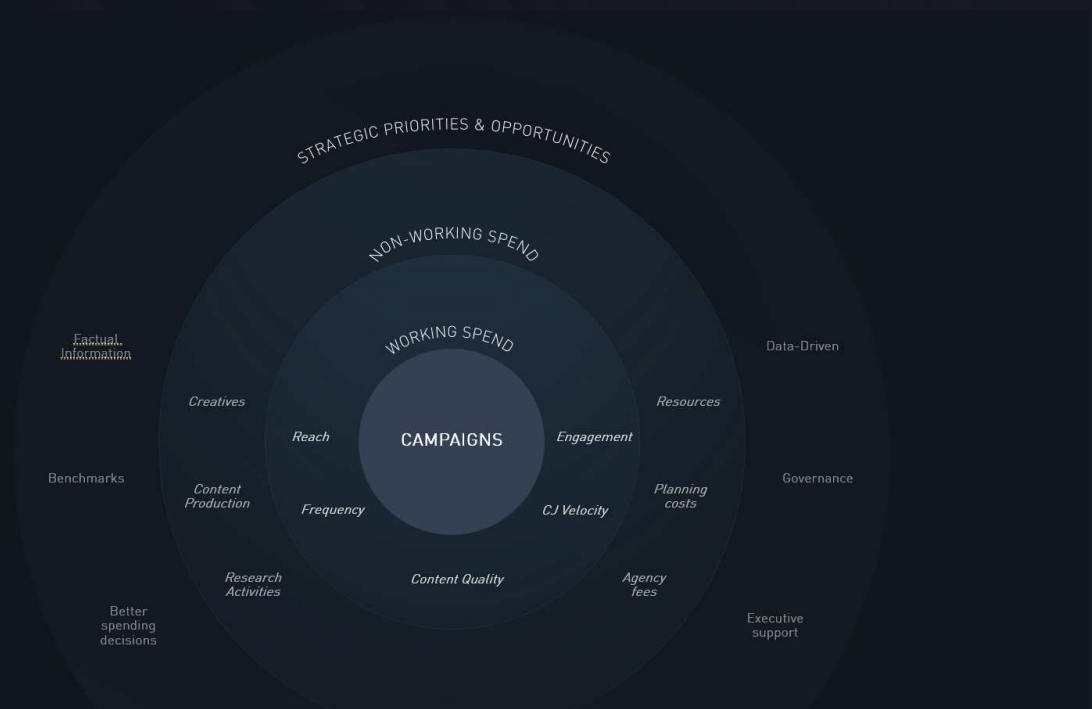 STRATEGIC PRIORITIES & OPPORTUNITIES
NON-WORKING SPEND
WORKING SPEND
Factual
Information
Data-Driven
Creatives
Resources
Reach
CAMPAIGNS
Engagement
Benchmarks
Governance
Content
Production
Planning
costs
Frequency
CJ Velocity
Research
Activities
Content Quality
Agency
fees
Better
spending
decisions
Executive
support